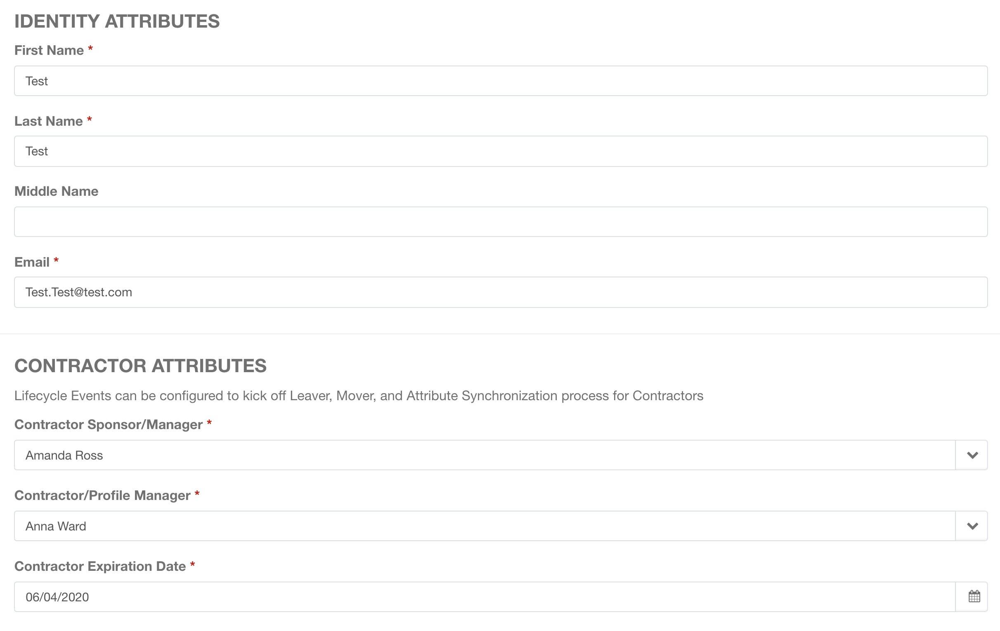 IDENTITY ATTRIBUTES
First Name *
Test
Last Name *
Test
Middle Name
Email *
Test.Test@test.com
CONTRACTOR ATTRIBUTES
Lifecycle Events can be configured to kick off Leaver, Mover, and Attribute Synchronization process for Contractors
Contractor Sponsor/Manager *
Amanda Ross
Contractor/Profile Manager *
Anna Ward
Contractor Expiration Date *
06/04/2020